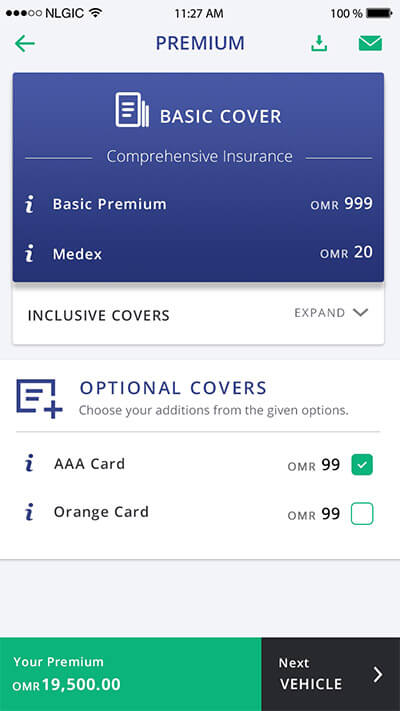 NLGIC 11:27 AM 100 %
PREMIUM
BASIC COVER
Comprehensive Insurance
i Basic Premium OMR 999
i Medex OMR 20
INCLUSIVE COVERS EXPAND
OPTIONAL COVERS
Choose your additions from the given options.
i AAA Card OMR 99
i Orange Card OMR 99
Your Premium Next
OMR 19,500.00 VEHICLE